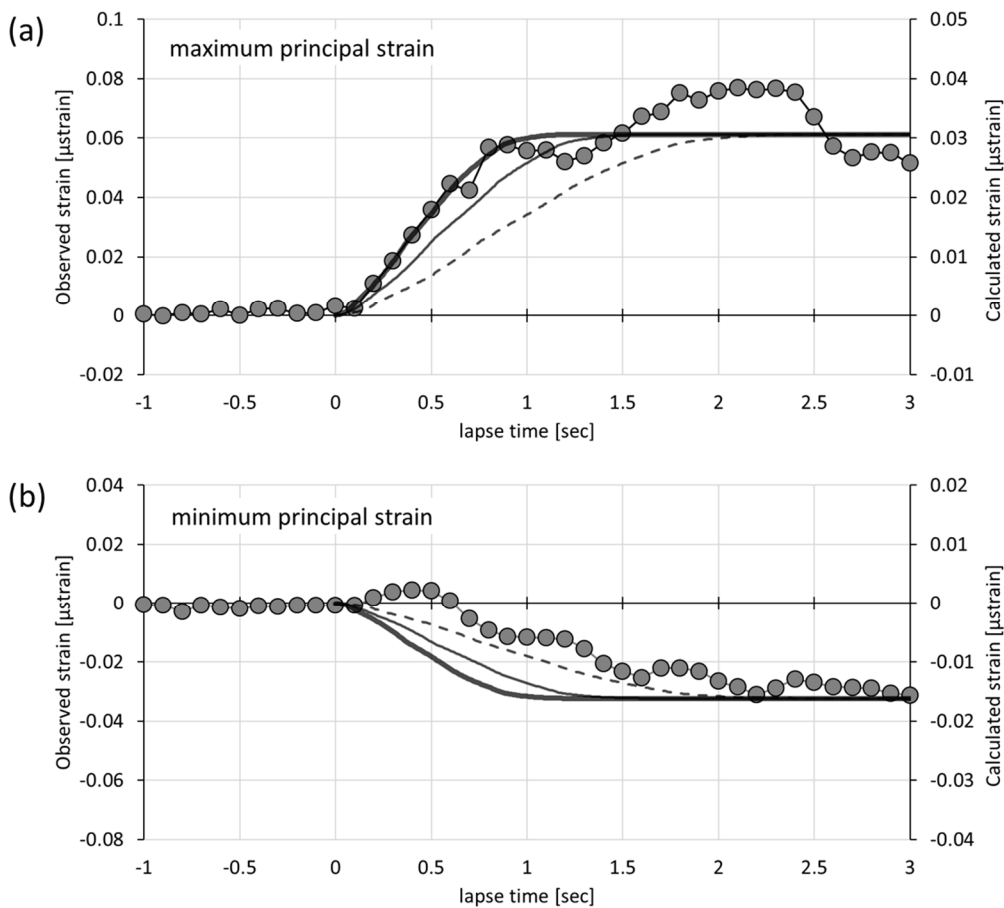 (a)
maximum principal strain
Observed strain [µstrain]
0.1
0.08
0.06
0.04
0.02
0
-0.02
Calculated strain [µstrain]
0.05
0.04
0.03
0.02
0.01
0
-0.01
-1 -0.5 0 0.5 1 1.5 2 2.5 3
lapse time [sec]
(b)
minimum principal strain
Observed strain [µstrain]
0.04
0.02
0
-0.02
-0.04
-0.06
-0.08
Calculated strain [µstrain]
0.02
0.01
0
-0.01
-0.02
-0.03
-0.04
-1 -0.5 0 0.5 1 1.5 2 2.5 3
lapse time [sec]